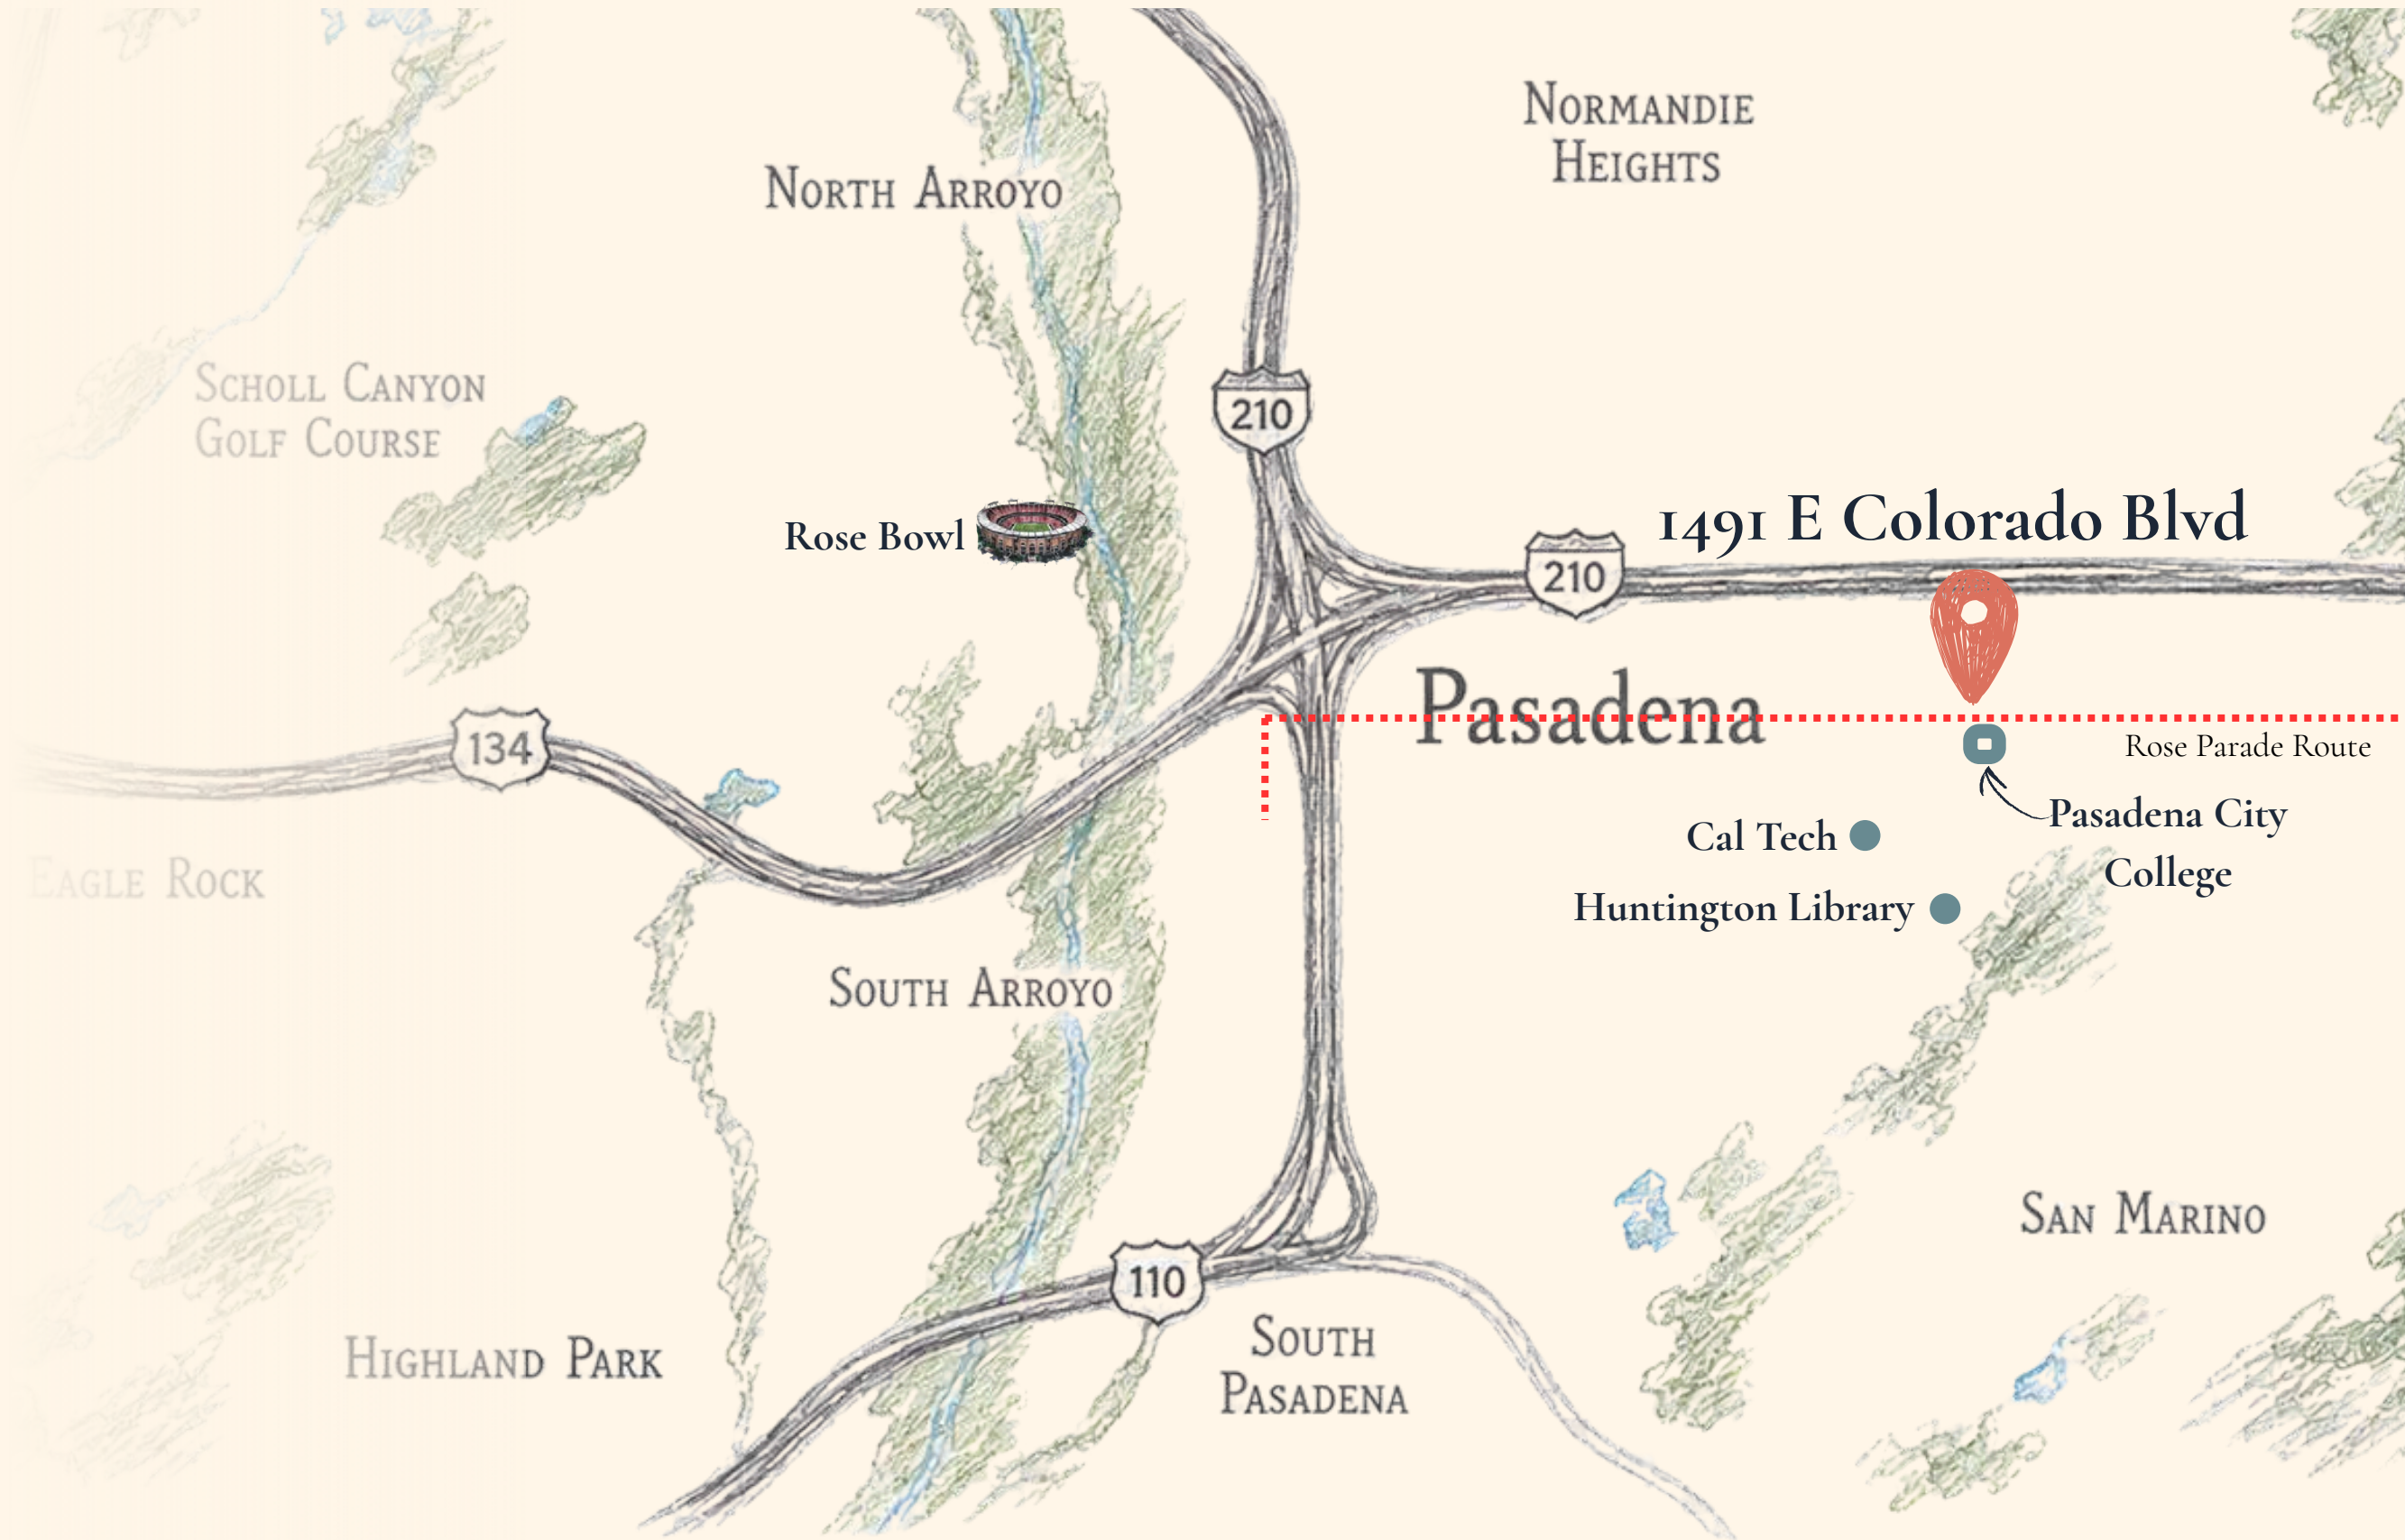 Normandie
Heights
North Arroyo
Scholl Canyon
Golf Course
210
Rose Bowl
1491 E Colorado Blvd
210
Pasadena
134
Rose Parade Route
Pasadena City
College
Cal Tech
Eagle Rock
Huntington Library
South Arroyo
San Marino
110
South
Pasadena
Highland Park